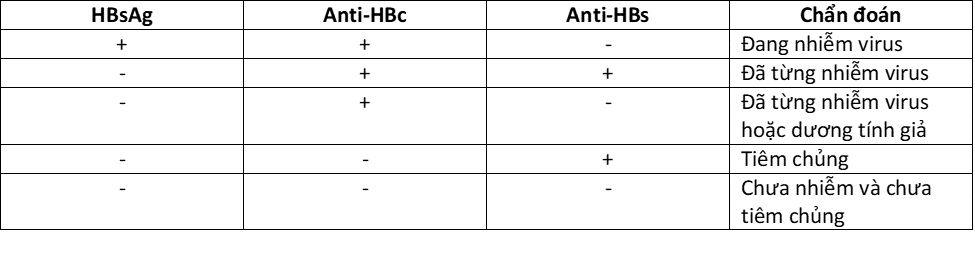 HBsAg Anti-HBc Anti-HBs Chẩn đoán
+ + - Đang nhiễm virus
- + + Đã từng nhiễm virus
- + - Đã từng nhiễm virus
hoặc dương tính giả
- - + Tiêm chủng
- - - Chưa nhiễm và chưa
tiêm chủng